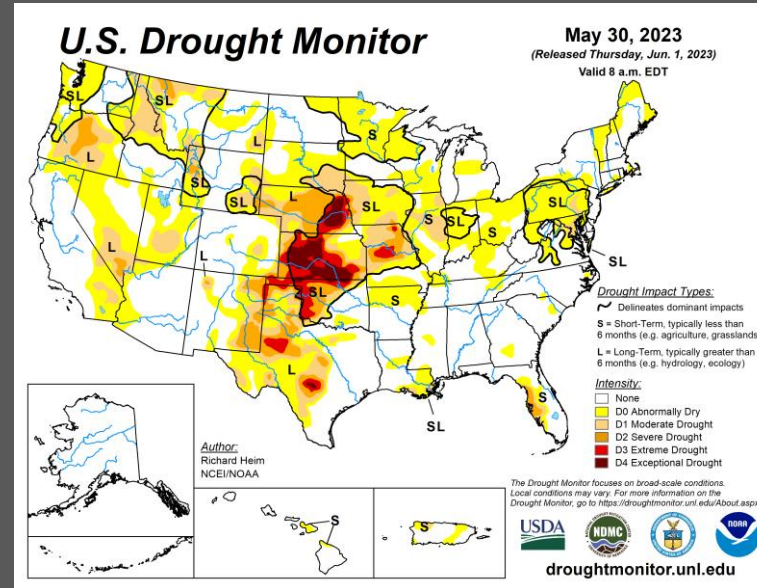 U.S. Drought Monitor
May 30, 2023
(Released Thursday, Jun. 1, 2023)
Valid 8 a.m. EDT
SL
SL
S
L
L
SL
SL
L
SL
S
SL
S
SL
SL
L
L
SL
S
L
SL
S
Drought Impact Types:
Delineates dominant impacts
S = Short-Term, typically less than
6 months (e.g. agriculture, grasslands
L = Long-Term, typically greater than
6 months (e.g. hydrology, ecology)
Intensity:
None
D0 Abnormally Dry
D1 Moderate Drought
D2 Severe Drought
D3 Extreme Drought
D4 Exceptional Drought
Author:
Richard Heim
NCEI/NOAA
S
S
The Drought Monitor focuses on broad-scale conditions.
Local conditions may vary. For more information on the
Drought Monitor, go to https://droughtmonitor.unl.edu/About.aspx
USDA
NDMC
NOAA
droughtmonitor.unl.edu